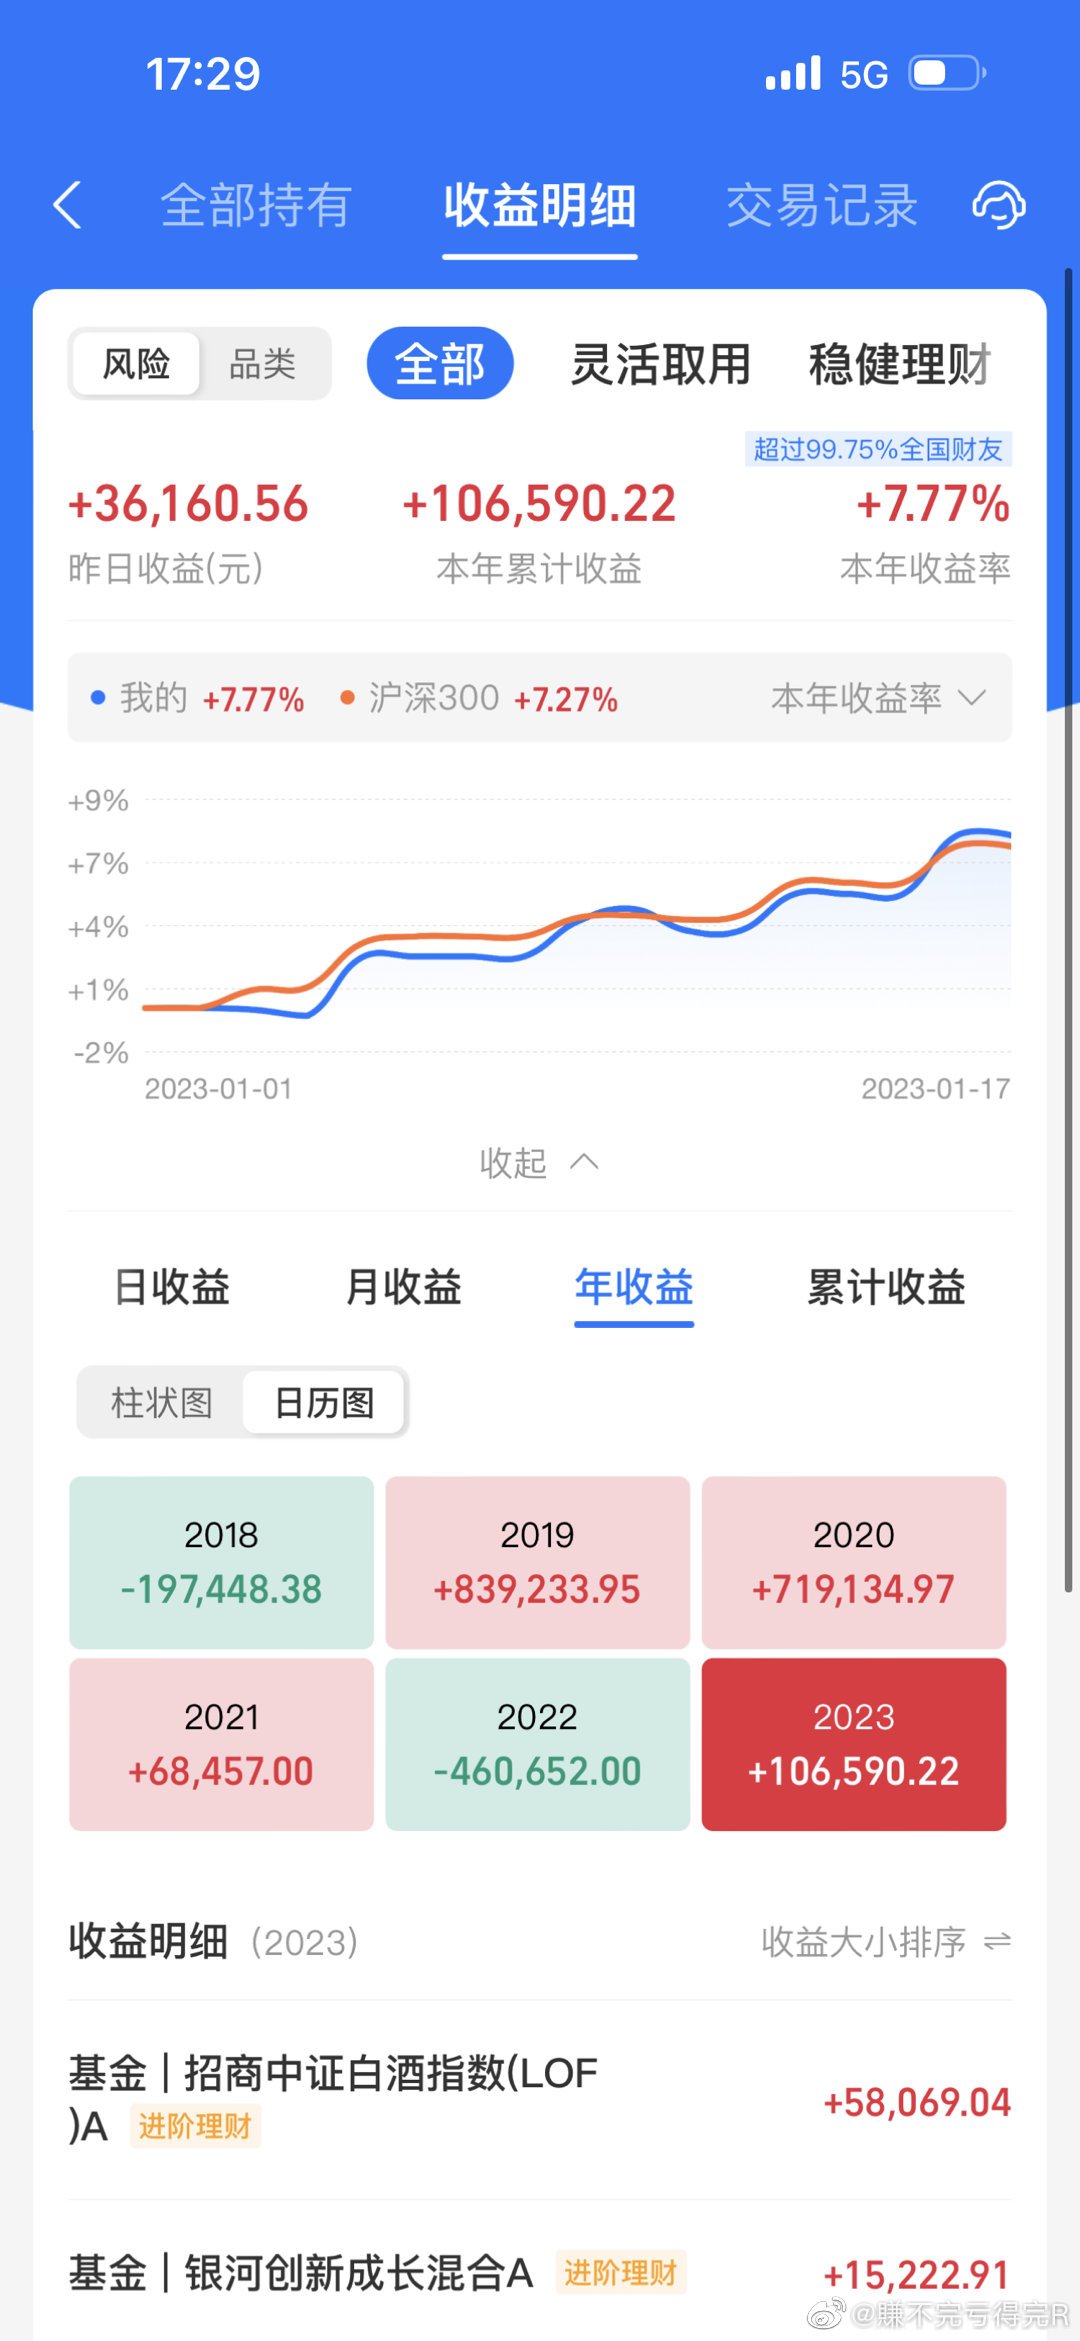 17:29
5G
全部持有
收益明细
交易记录
风险
品类
全部
灵活取用
稳健理财
超过99.75%全国财友
+36,160.56
+106,590.22
+7.77%
昨日收益(元)
本年累计收益
本年收益率
我的 +7.77%
沪深300 +7.27%
本年收益率
+9%
+7%
+4%
+1%
-2%
2023-01-01
2023-01-17
收起
日收益
月收益
年收益
累计收益
柱状图
日历图
2018
-197,448.38
2019
+839,233.95
2020
+719,134.97
2021
+68,457.00
2022
-460,652.00
2023
+106,590.22
收益明细 (2023)
收益大小排序
基金 | 招商中证白酒指数(LOF
)A 进阶理财
+58,069.04
基金 | 银河创新成长混合A 进阶理财
+15,222.91
@赚不完亏得完R